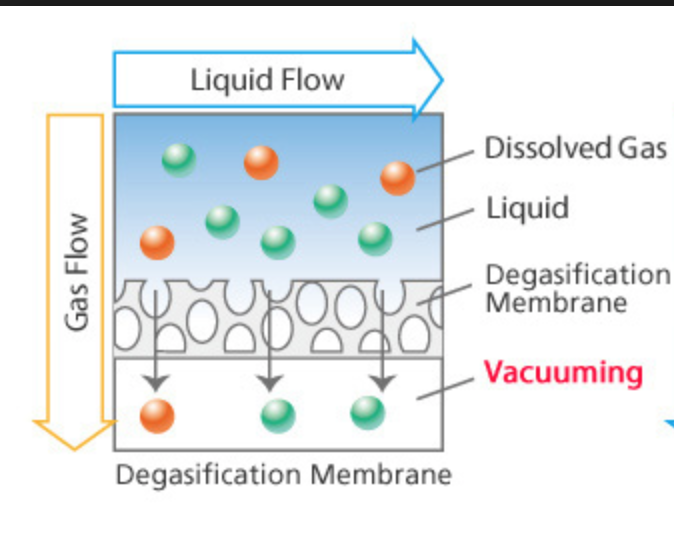 Liquid Flow
Gas Flow
Dissolved Gas
Liquid
Degasification
Membrane
Vacuuming
Degasification Membrane